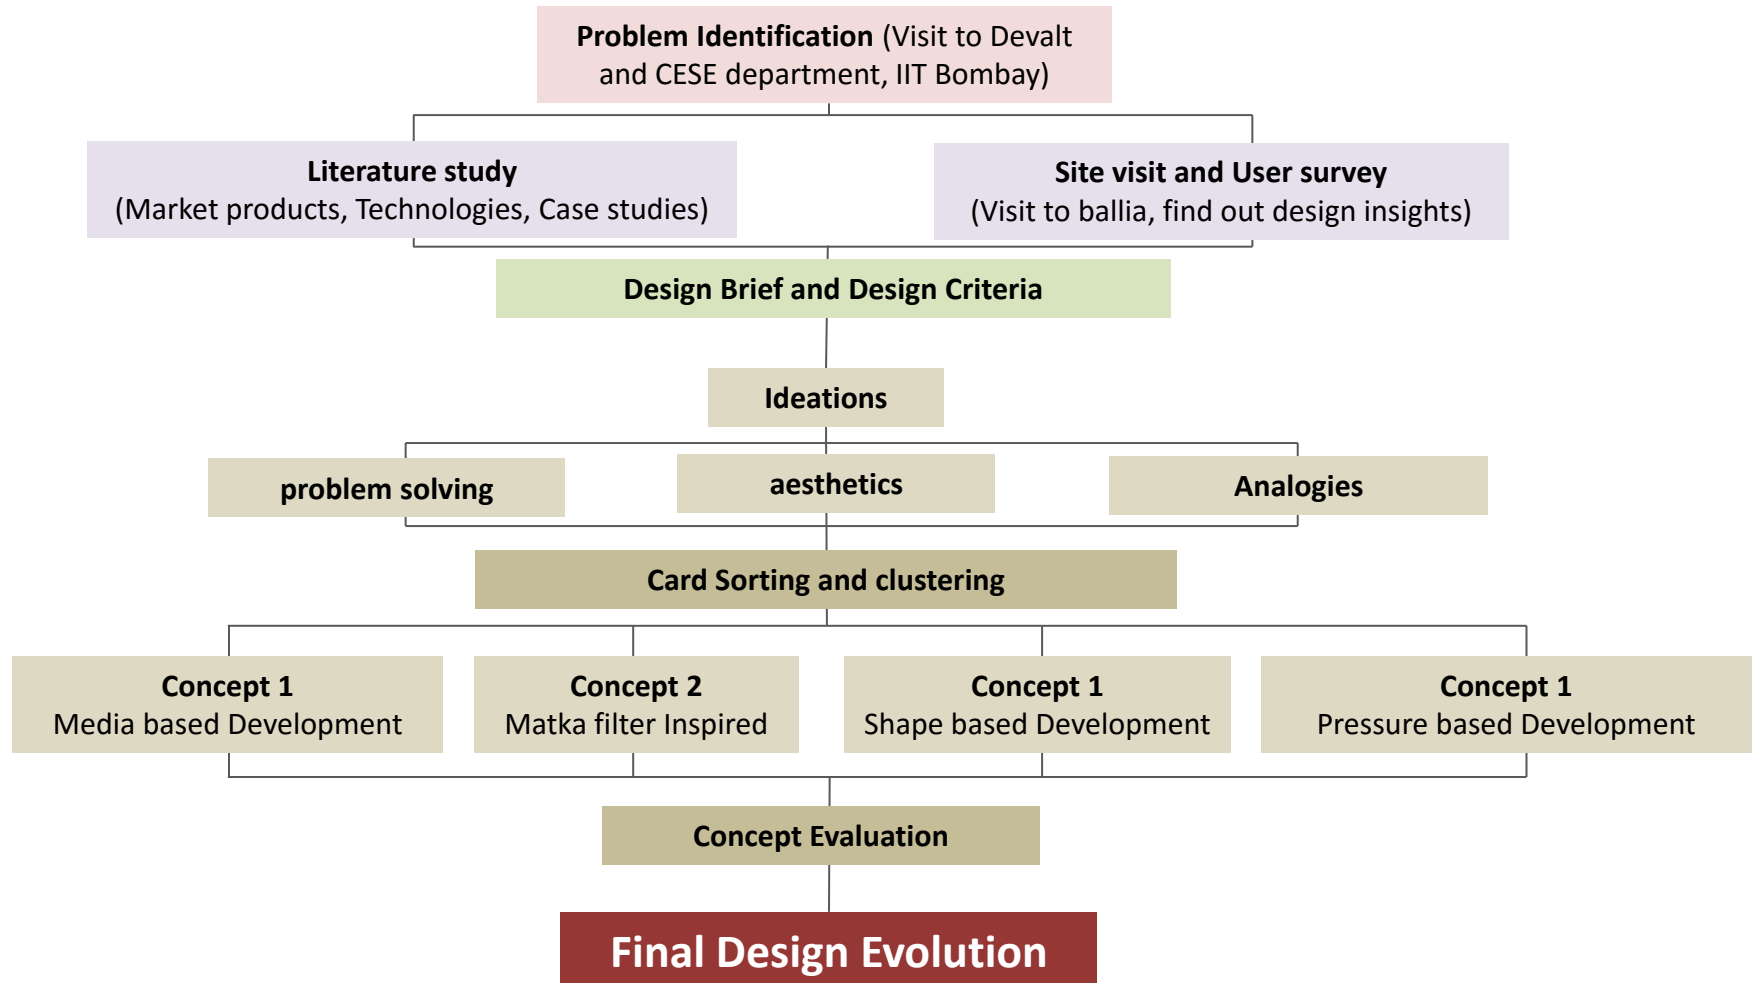 Problem Identification (Visit to Devalt
and CESE department, IIT Bombay)
Literature study
(Market products, Technologies, Case studies)
Site visit and User survey
(Visit to ballia, find out design insights)
Design Brief and Design Criteria
Ideations
problem solving
aesthetics
Analogies
Card Sorting and clustering
Concept 1
Media based Development
Concept 2
Matka filter Inspired
Concept 1
Shape based Development
Concept 1
Pressure based Development
Concept Evaluation
Final Design Evolution